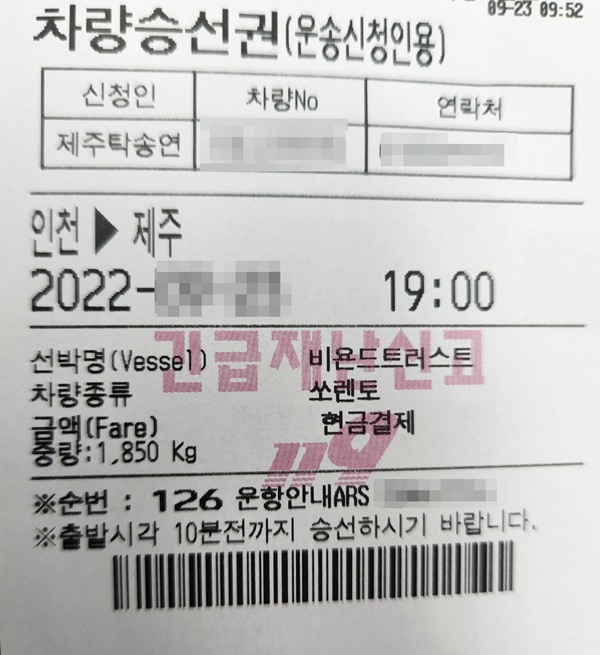 09-23 09:52
차량승선권(운송신청인용)
신청인 차량No 연락처
제주탁송연
인천 ▶ 제주
2022- 19:00
긴급재난신고
선박명(Vessel) 비욘드트러스트
차량종류 쏘렌토
금액(Fare) 현금결제
중량:1,850 Kg
119
※순번 : 126 운항안내ARS
※출발시각 10분전까지 승선하시기 바랍니다.